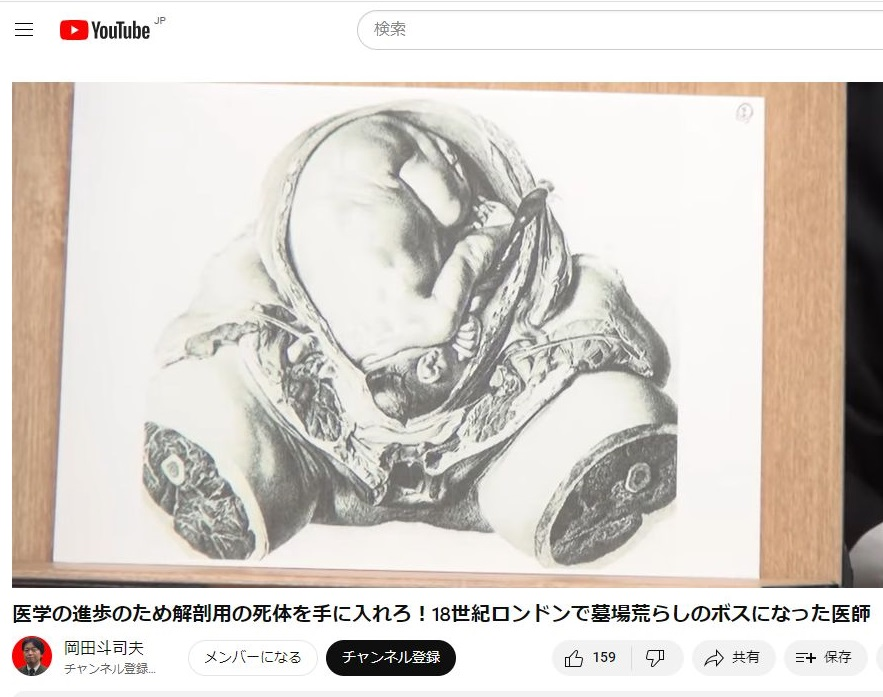 YouTube JP
検索
医学の進歩のため解剖用の死体を手に入れろ！18世紀ロンドンで墓場荒らしのボスになった医師
岡田斗司夫
チャンネル登録...
メンバーになる
チャンネル登録
159
共有
保存